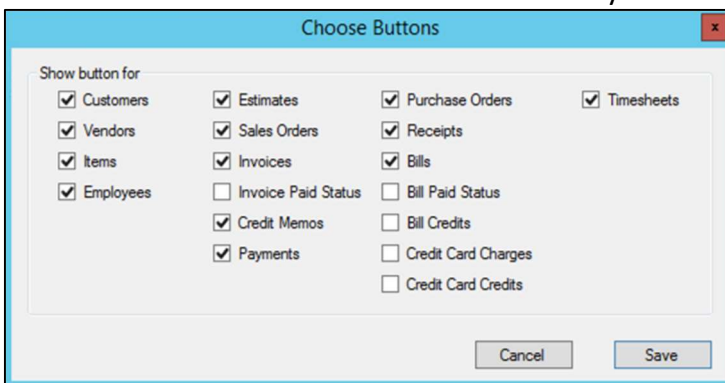 Choose Buttons
x
Show button for
Customers
Estimates
Purchase Orders
Timesheets
Vendors
Sales Orders
Receipts
Items
Invoices
Bills
Employees
Invoice Paid Status
Bill Paid Status
Credit Memos
Bill Credits
Payments
Credit Card Charges
Credit Card Credits
Cancel
Save